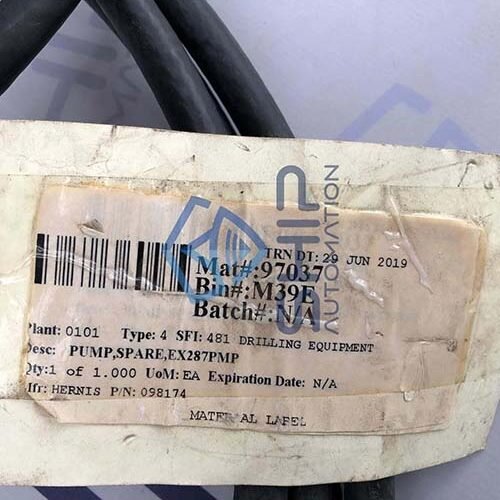 TRN DT: 29 JUN 2019
Mat#:97037
Bin#:M39E
Batch#:N/A
Plant: 0101 Type: 4 SFI: 481 DRILLING EQUIPMENT
Desc: PUMP,SPARE,EX287PMP
Qty:1 of 1.000 UoM: EA Expiration Date: N/A
Mfr: HERNIS P/N: 098174
MATERIAL LABEL
SHIP
AUTOMATION